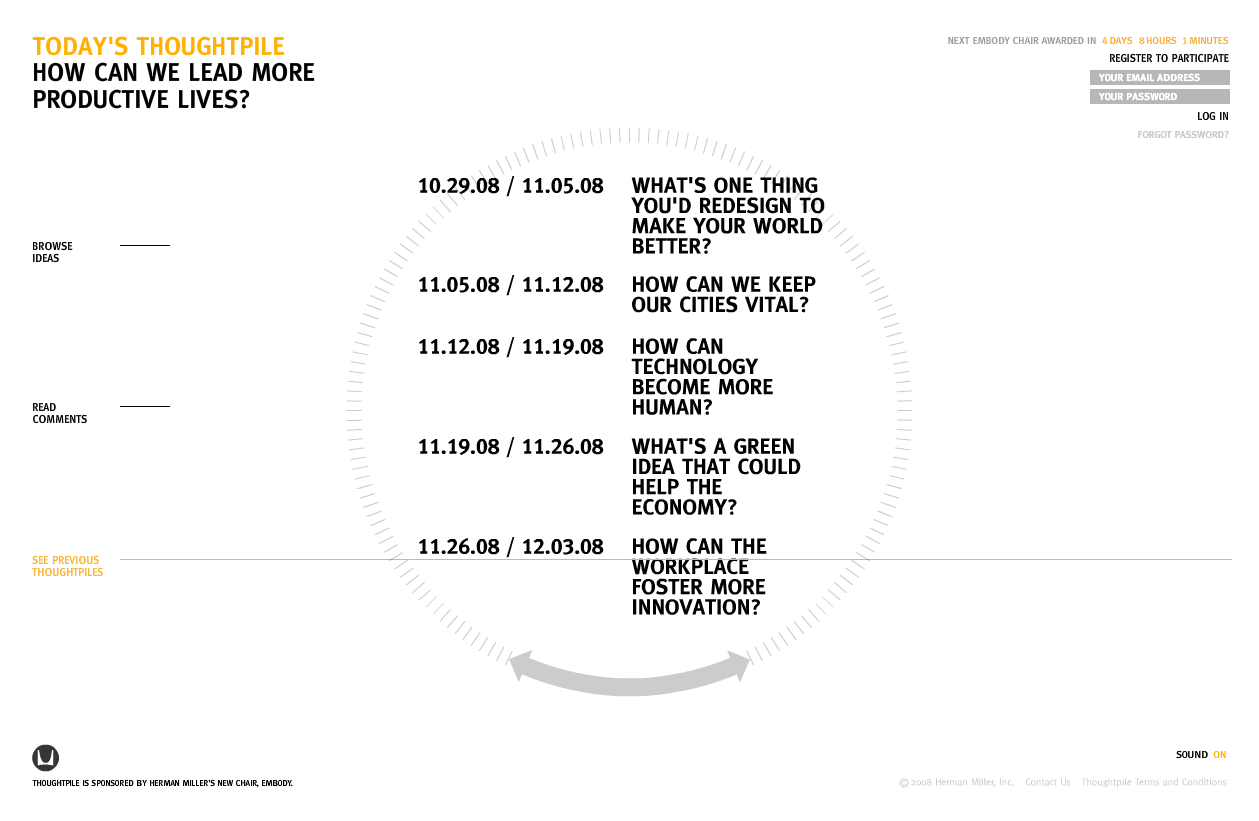 TODAY'S THOUGHTPILE
HOW CAN WE LEAD MORE
PRODUCTIVE LIVES?
NEXT EMBODY CHAIR AWARDED IN 4 DAYS 8 HOURS 1 MINUTES
REGISTER TO PARTICIPATE
YOUR EMAIL ADDRESS
YOUR PASSWORD
LOG IN
FORGOT PASSWORD?
10.29.08 / 11.05.08
WHAT'S ONE THING
YOU'D REDESIGN TO
MAKE YOUR WORLD
BETTER?
BROWSE
IDEAS
11.05.08 / 11.12.08
HOW CAN WE KEEP
OUR CITIES VITAL?
11.12.08 / 11.19.08
HOW CAN
TECHNOLOGY
BECOME MORE
HUMAN?
READ
COMMENTS
11.19.08 / 11.26.08
WHAT'S A GREEN
IDEA THAT COULD
HELP THE
ECONOMY?
11.26.08 / 12.03.08
HOW CAN THE
WORKPLACE
FOSTER MORE
INNOVATION?
SEE PREVIOUS
THOUGHTPILES
SOUND ON
THOUGHTPILE IS SPONSORED BY HERMAN MILLER'S NEW CHAIR, EMBODY.
© 2008 Herman Miller, Inc. Contact Us Thoughtpile Terms and Conditions